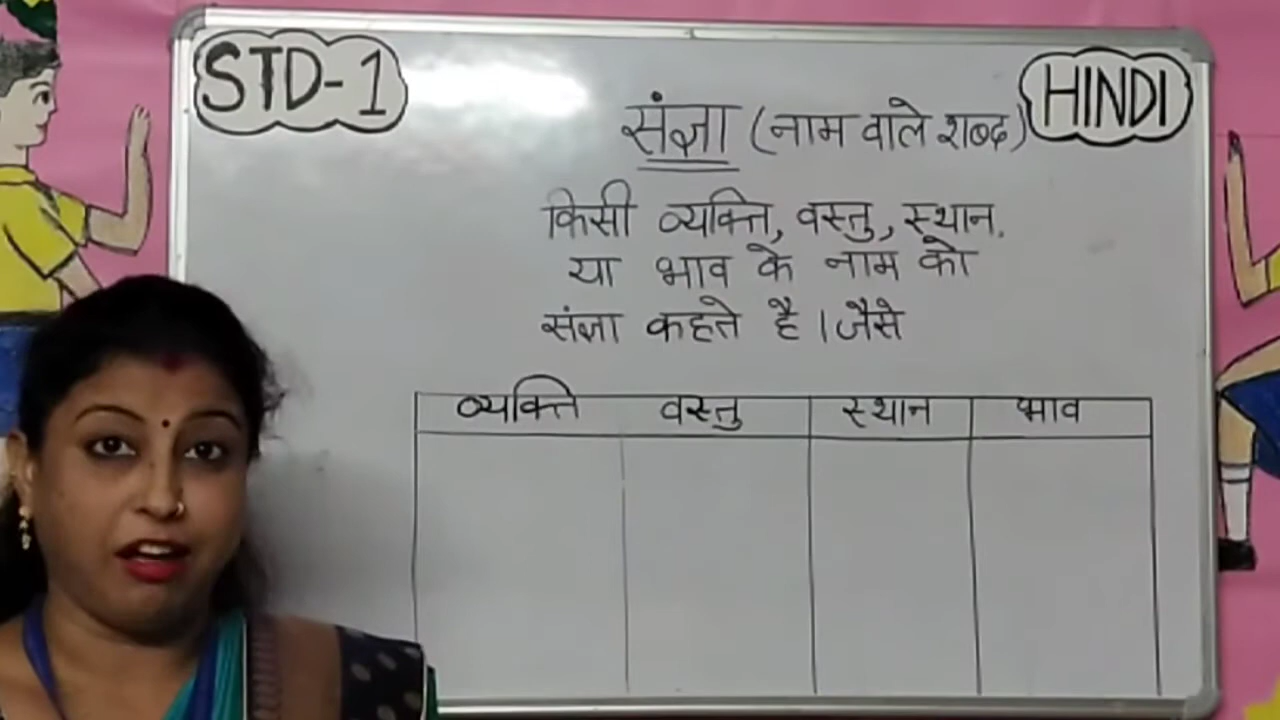 STD-1
HINDI
संज्ञा (नाम वाले शब्द)
किसी व्यक्ति, वस्तु, स्थान.
या भाव के नाम को
संज्ञा कहते है। जैसे
व्यक्ति वस्तु स्थान भाव